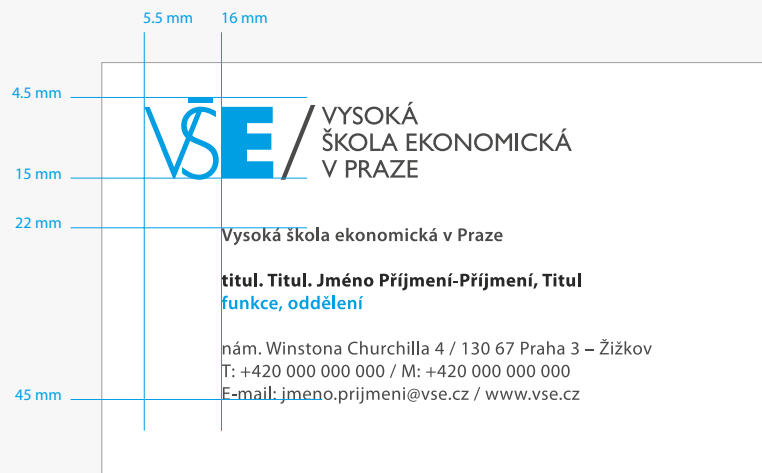 5.5 mm
16 mm
4.5 mm
VŠE / VYSOKÁ
ŠKOLA EKONOMICKÁ
V PRAZE
15 mm
22 mm
Vysoká škola ekonomická v Praze
titul. Titul. Jméno Příjmení-Příjmení, Titul
funkce, oddělení
nám. Winstona Churchilla 4 / 130 67 Praha 3 – Žižkov
T: +420 000 000 000 / M: +420 000 000 000
45 mm
E-mail: jmeno.prijmeni@vse.cz / www.vse.cz